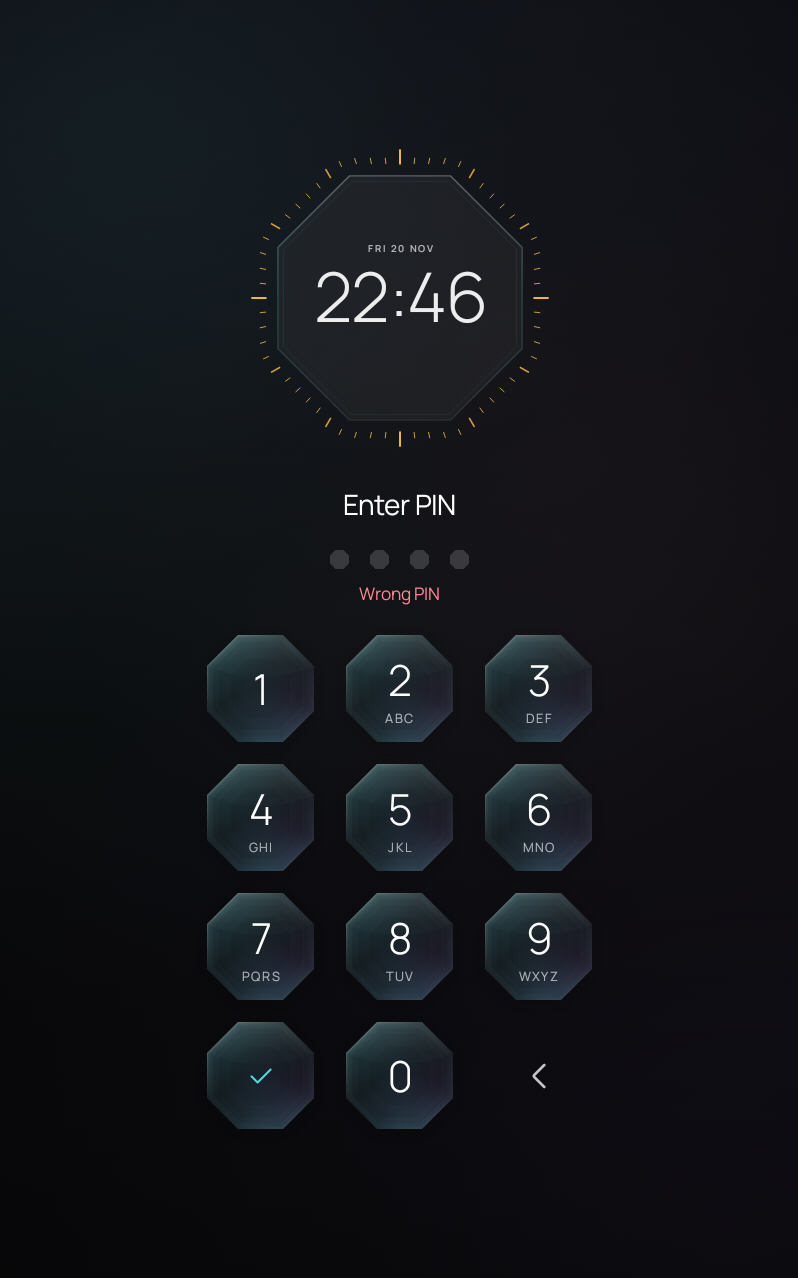 FRI 20 NOV
22:46
Enter PIN
Wrong PIN
1 2 3
ABC DEF
4 5 6
GHI JKL MNO
7 8 9
PQRS TUV WXYZ
0